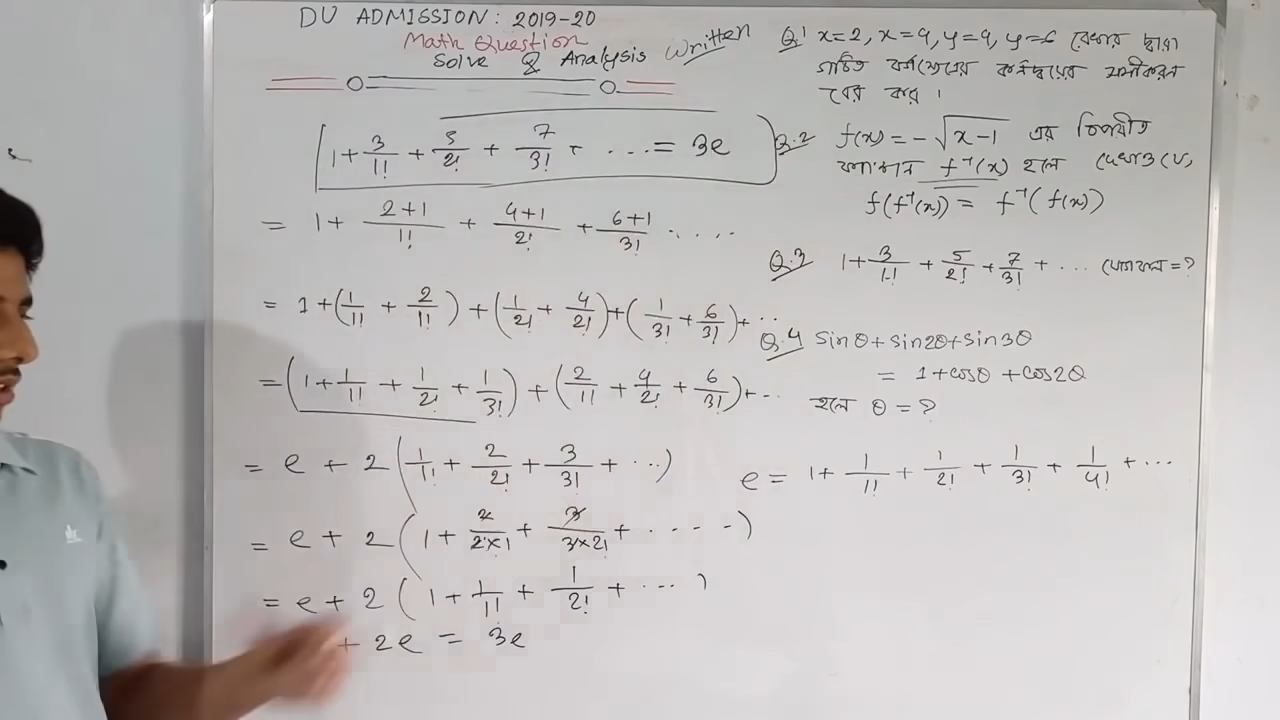 DU ADMISSION: 2019-20
Math Question
Solve & Analysis Written
1 + 3/1! + 5/2! + 7/3! + ... = 3e
= 1 + (2+1)/1! + (4+1)/2! + (6+1)/3! ....
= 1 + (1/1! + 2/1!) + (1/2! + 4/2!) + (1/3! + 6/3!) + ..
= (1 + 1/1! + 1/2! + 1/3!) + (2/1! + 4/2! + 6/3!) + ...
= e + 2 (1/1! + 2/2! + 3/3! + ...)
= e + 2 (1 + 2/2×1! + 3/3×2! + .....)
= e + 2 (1 + 1/1! + 1/2! + ...)
+ 2e = 3e
Q.1 x=2, x=9, y=9, y=6 রেখার দ্বারা
গঠিত বর্গক্ষেত্রের কর্ণদ্বয়ের সমীকরণ
বের কর।
Q.2 f(x) = -√(x-1) এর বিপরীত
f⁻¹(x) হলে দেখাও যে,
f(f⁻¹(x)) = f⁻¹(f(x))
Q.3 1 + 3/1! + 5/2! + 7/3! + ... যোগফল = ?
Q.4 sinθ + sin2θ + sin3θ
= 1 + cosθ + cos2θ
হলে θ = ?
e = 1 + 1/1! + 1/2! + 1/3! + 1/4! + ...